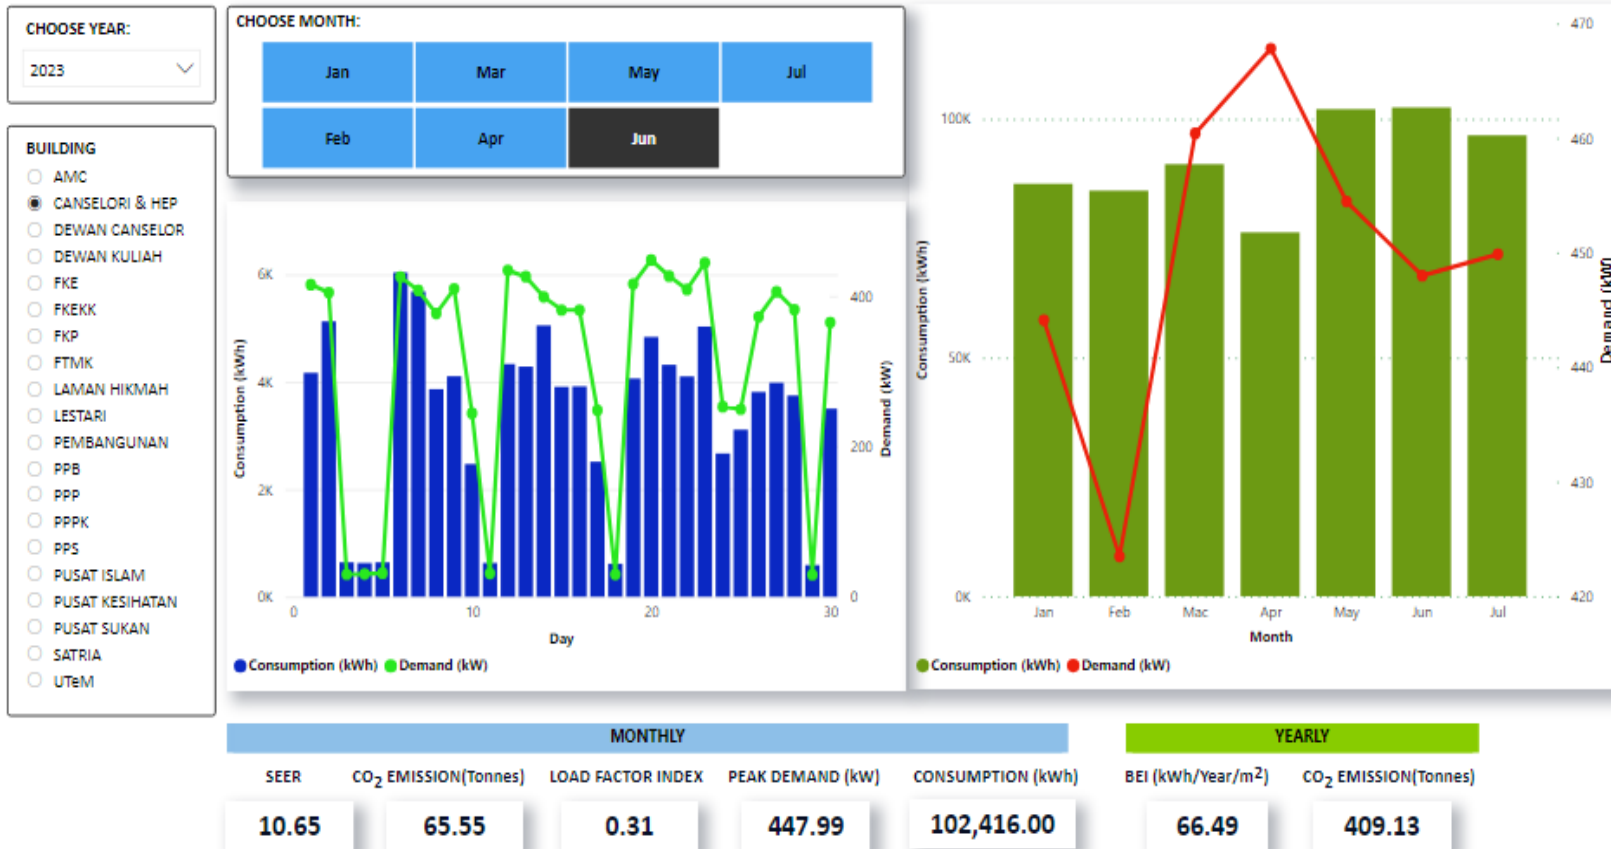 CHOOSE YEAR:
2023
CHOOSE MONTH:
Jan
Mar
May
Jul
Feb
Apr
Jun
BUILDING
AMC
CANSELORI & HEP
DEWAN CANSELOR
DEWAN KULIAH
FKE
FKEKK
FKP
FTMK
LAMAN HIKMAH
LESTARI
PEMBANGUNAN
PPB
PPP
PPPK
PPS
PUSAT ISLAM
PUSAT KESIHATAN
PUSAT SUKAN
SATRIA
UTeM
Consumption (kWh)
6K
4K
2K
0K
0
10
20
30
Day
400
200
0
Demand (kW)
Consumption (kWh) Demand (kW)
Consumption (kWh)
100K
50K
0K
Jan Feb Mac Apr May Jun Jul
Month
470
460
450
440
430
420
Demand (kW)
Consumption (kWh) Demand (kW)
MONTHLY
SEER CO2 EMISSION(Tonnes) LOAD FACTOR INDEX PEAK DEMAND (kW) CONSUMPTION (kWh)
10.65 65.55 0.31 447.99 102,416.00
YEARLY
BEI (kWh/Year/m2) CO2 EMISSION(Tonnes)
66.49 409.13